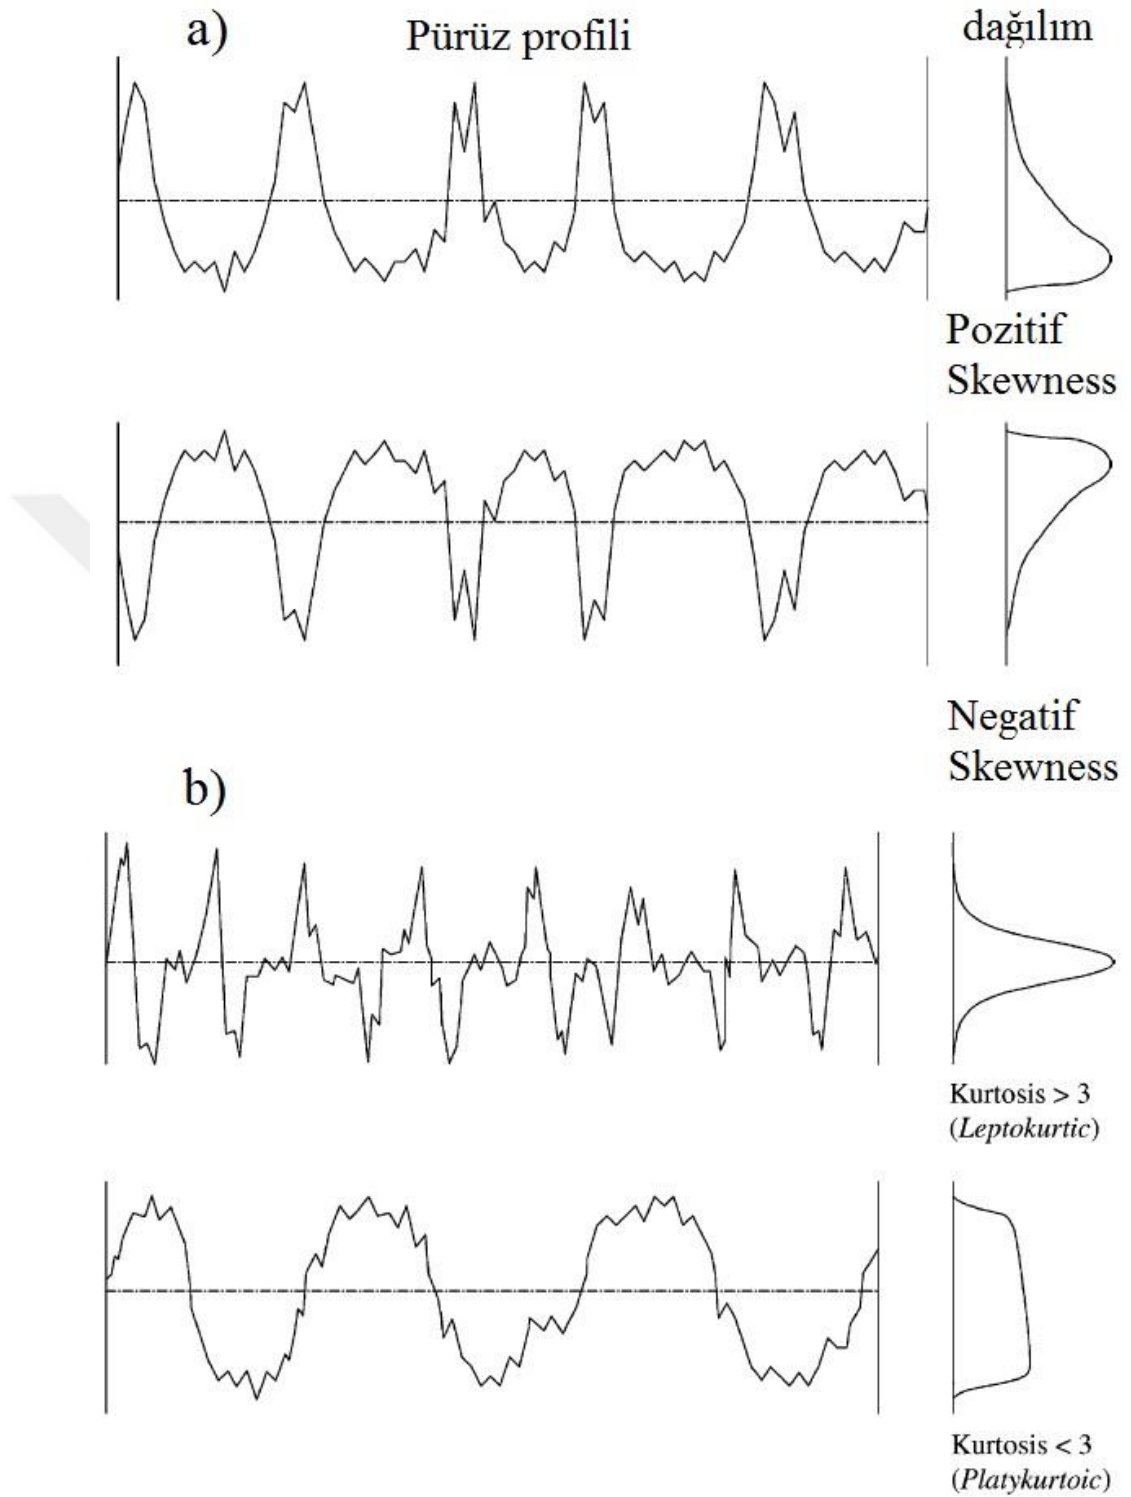 a)
Pürüz profili
dağılım
Pozitif
Skewness
Negatif
Skewness
b)
Kurtosis > 3
(Leptokurtic)
Kurtosis < 3
(Platykurtoic)